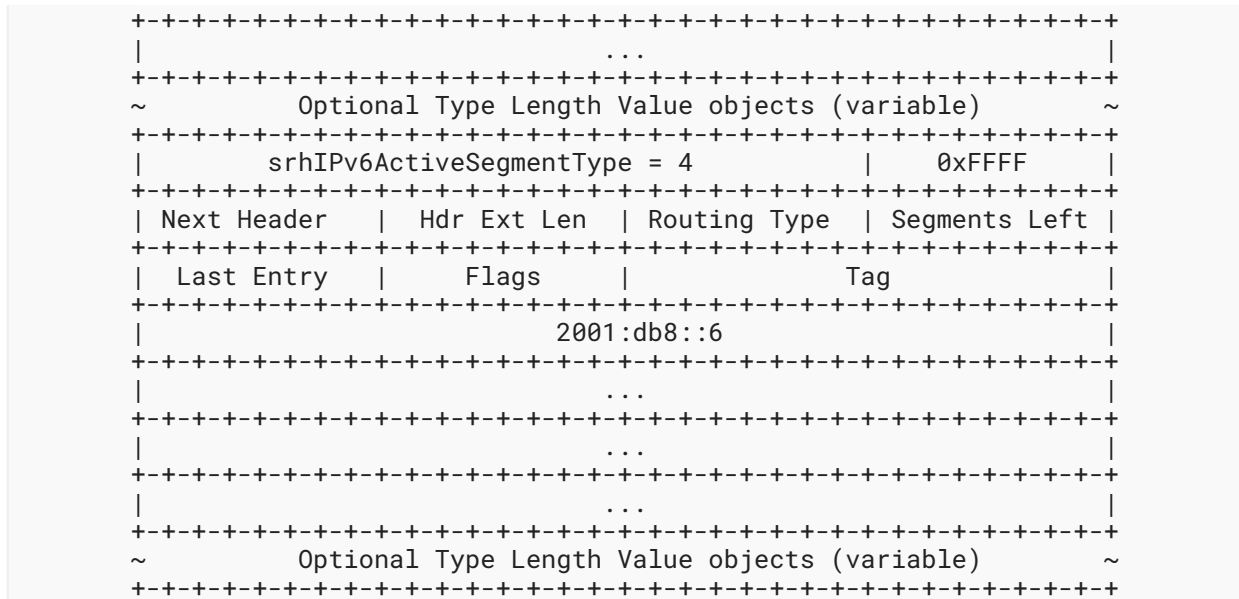 +-+-+-+-+-+-+-+-+-+-+-+-+-+-+-+-+-+-+-+-+-+-+-+-+-+-+-+-+-+-+-+-+
|                              ...                              |
+-+-+-+-+-+-+-+-+-+-+-+-+-+-+-+-+-+-+-+-+-+-+-+-+-+-+-+-+-+-+-+-+
~          Optional Type Length Value objects (variable)        ~
+-+-+-+-+-+-+-+-+-+-+-+-+-+-+-+-+-+-+-+-+-+-+-+-+-+-+-+-+-+-+-+-+
|        srhIPv6ActiveSegmentType = 4           |    0xFFFF     |
+-+-+-+-+-+-+-+-+-+-+-+-+-+-+-+-+-+-+-+-+-+-+-+-+-+-+-+-+-+-+-+-+
| Next Header   |  Hdr Ext Len  | Routing Type  | Segments Left |
+-+-+-+-+-+-+-+-+-+-+-+-+-+-+-+-+-+-+-+-+-+-+-+-+-+-+-+-+-+-+-+-+
|  Last Entry   |     Flags     |              Tag              |
+-+-+-+-+-+-+-+-+-+-+-+-+-+-+-+-+-+-+-+-+-+-+-+-+-+-+-+-+-+-+-+-+
|                           2001:db8::6                         |
+-+-+-+-+-+-+-+-+-+-+-+-+-+-+-+-+-+-+-+-+-+-+-+-+-+-+-+-+-+-+-+-+
|                              ...                              |
+-+-+-+-+-+-+-+-+-+-+-+-+-+-+-+-+-+-+-+-+-+-+-+-+-+-+-+-+-+-+-+-+
|                              ...                              |
+-+-+-+-+-+-+-+-+-+-+-+-+-+-+-+-+-+-+-+-+-+-+-+-+-+-+-+-+-+-+-+-+
|                              ...                              |
+-+-+-+-+-+-+-+-+-+-+-+-+-+-+-+-+-+-+-+-+-+-+-+-+-+-+-+-+-+-+-+-+
~          Optional Type Length Value objects (variable)        ~
+-+-+-+-+-+-+-+-+-+-+-+-+-+-+-+-+-+-+-+-+-+-+-+-+-+-+-+-+-+-+-+-+